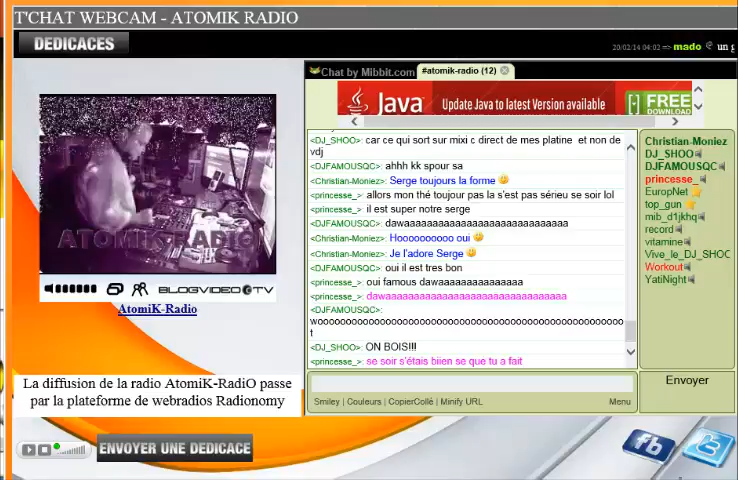 T'CHAT WEBCAM - ATOMIK RADIO
DEDICACES
20/02/14 04:02 => mado un g
ATOMIK-RADIO
BLOGVIDEO TV
AtomiK-Radio
La diffusion de la radio AtomiK-RadiO passe
par la plateforme de webradios Radionomy
ENVOYER UNE DEDICACE
Chat by Mibbit.com
#atomik-radio (12)
Java Update Java to latest Version available FREE DOWNLOAD
<DJ_SHOO>: car ce qui sort sur mixi c direct de mes platine et non de
vdj
<DJFAMOUSQC>: ahhh kk spour sa
<Christian-Moniez>: Serge toujours la forme
<princesse_>: allors mon thé toujour pas la s'est pas sérieu se soir lol
<princesse_>: il est super notre serge
<DJFAMOUSQC>: dawaaaaaaaaaaaaaaaaaaaaaaaaaaaa
<Christian-Moniez>: Hoooooooooo oui
<Christian-Moniez>: Je l'adore Serge
<DJFAMOUSQC>: oui il est tres bon
<princesse_>: oui famous dawaaaaaaaaaaaaaa
<princesse_>: dawaaaaaaaaaaaaaaaaaaaaaaaaaaaaa
<DJFAMOUSQC>:
wooooooooooooooooooooooooooooooooooooooooooooooooooo
t
<DJ_SHOO>: ON BOIS!!!
<princesse_>: se soir s'étais biien se que tu a fait
Christian-Moniez
DJ_SHOO
DJFAMOUSQC
princesse_
EuropNet
top_gun
mib_d1jkhq
record
vitamine
Vive_le_DJ_SHOC
Workout
YatiNight
Envoyer
Smiley | Couleurs | CopierCollé | Minify URL
Menu
fb